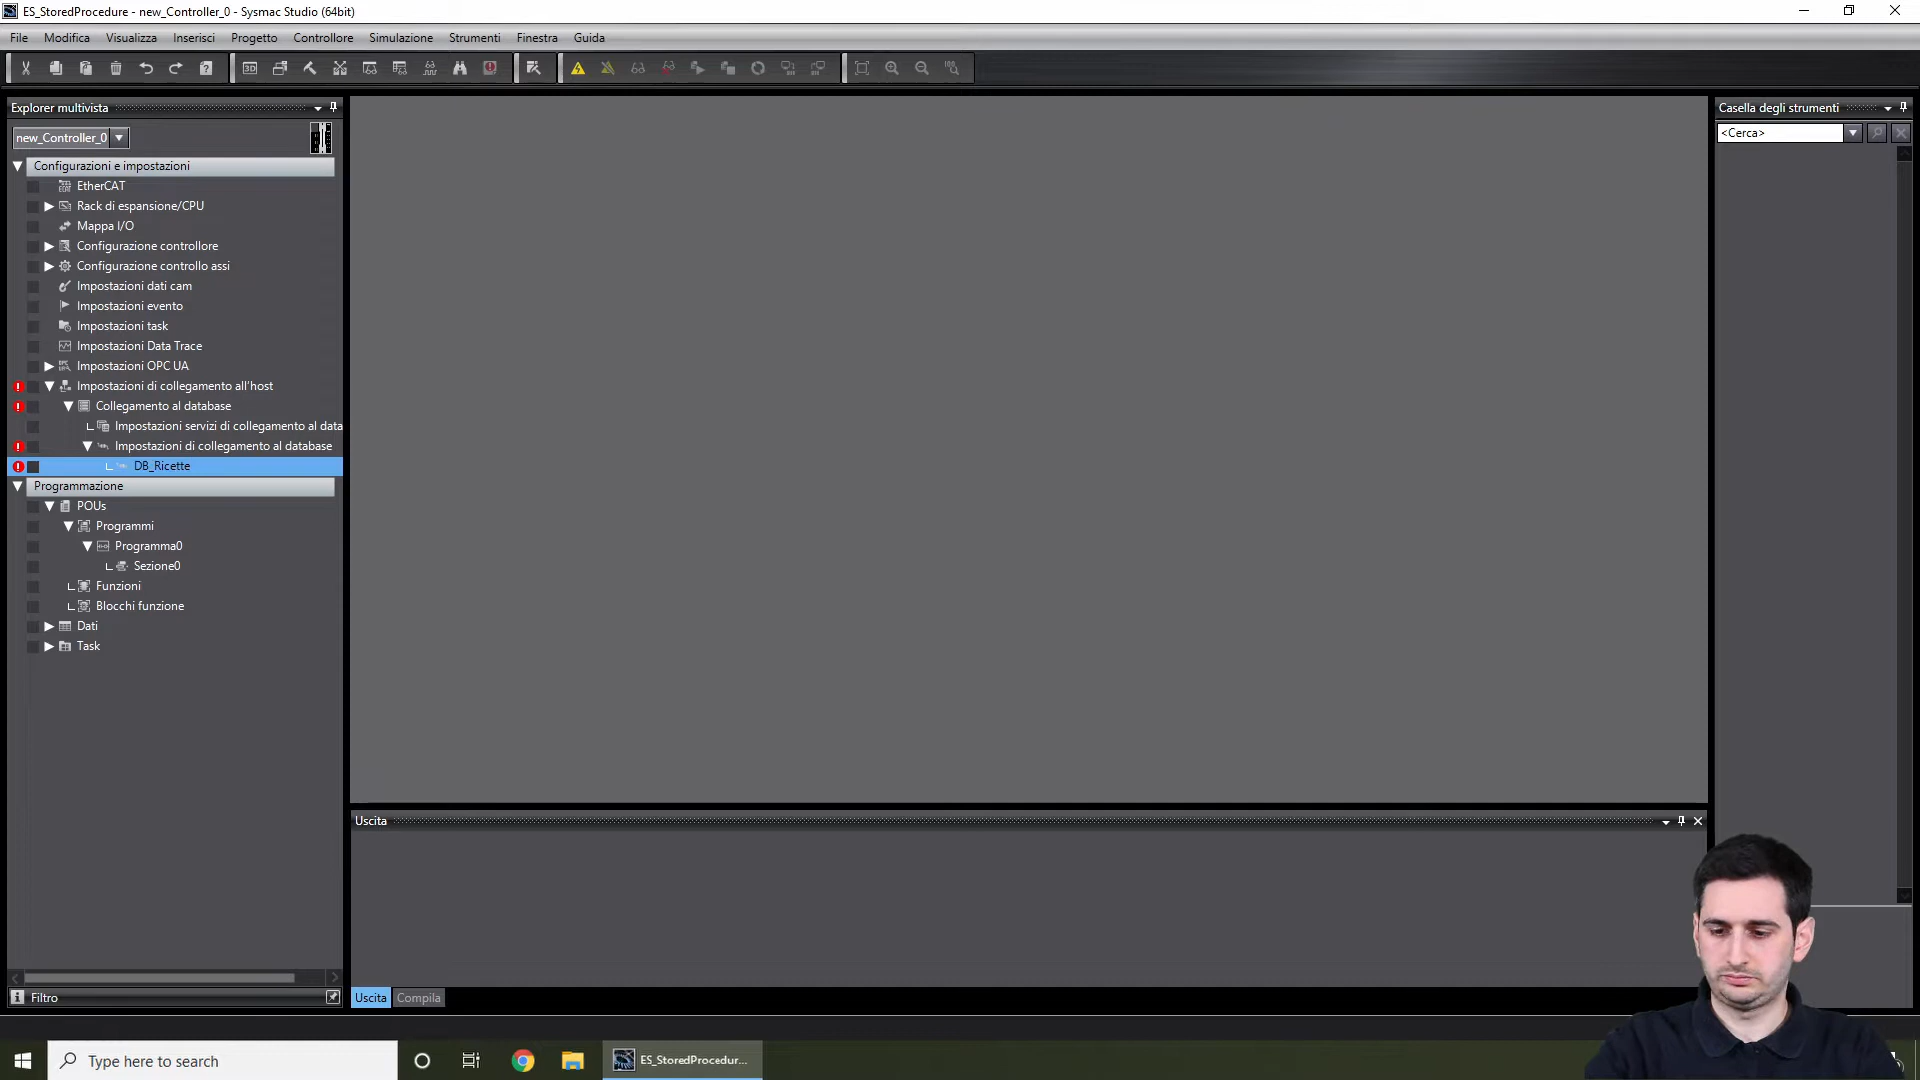 ES_StoredProcedure - new_Controller_0 - Sysmac Studio (64bit)
File Modifica Visualizza Inserisci Progetto Controllore Simulazione Strumenti Finestra Guida
Explorer multivista
new_Controller_0
Configurazioni e impostazioni
EtherCAT
Rack di espansione/CPU
Mappa I/O
Configurazione controllore
Configurazione controllo assi
Impostazioni dati cam
Impostazioni evento
Impostazioni task
Impostazioni Data Trace
Impostazioni OPC UA
Impostazioni di collegamento all'host
Collegamento al database
Impostazioni servizi di collegamento al data
Impostazioni di collegamento al database
DB_Ricette
Programmazione
POUs
Programmi
Programma0
Sezione0
Funzioni
Blocchi funzione
Dati
Task
Filtro
Uscita
Uscita Compila
Casella degli strumenti
<Cerca>
Type here to search
ES_StoredProcedur...